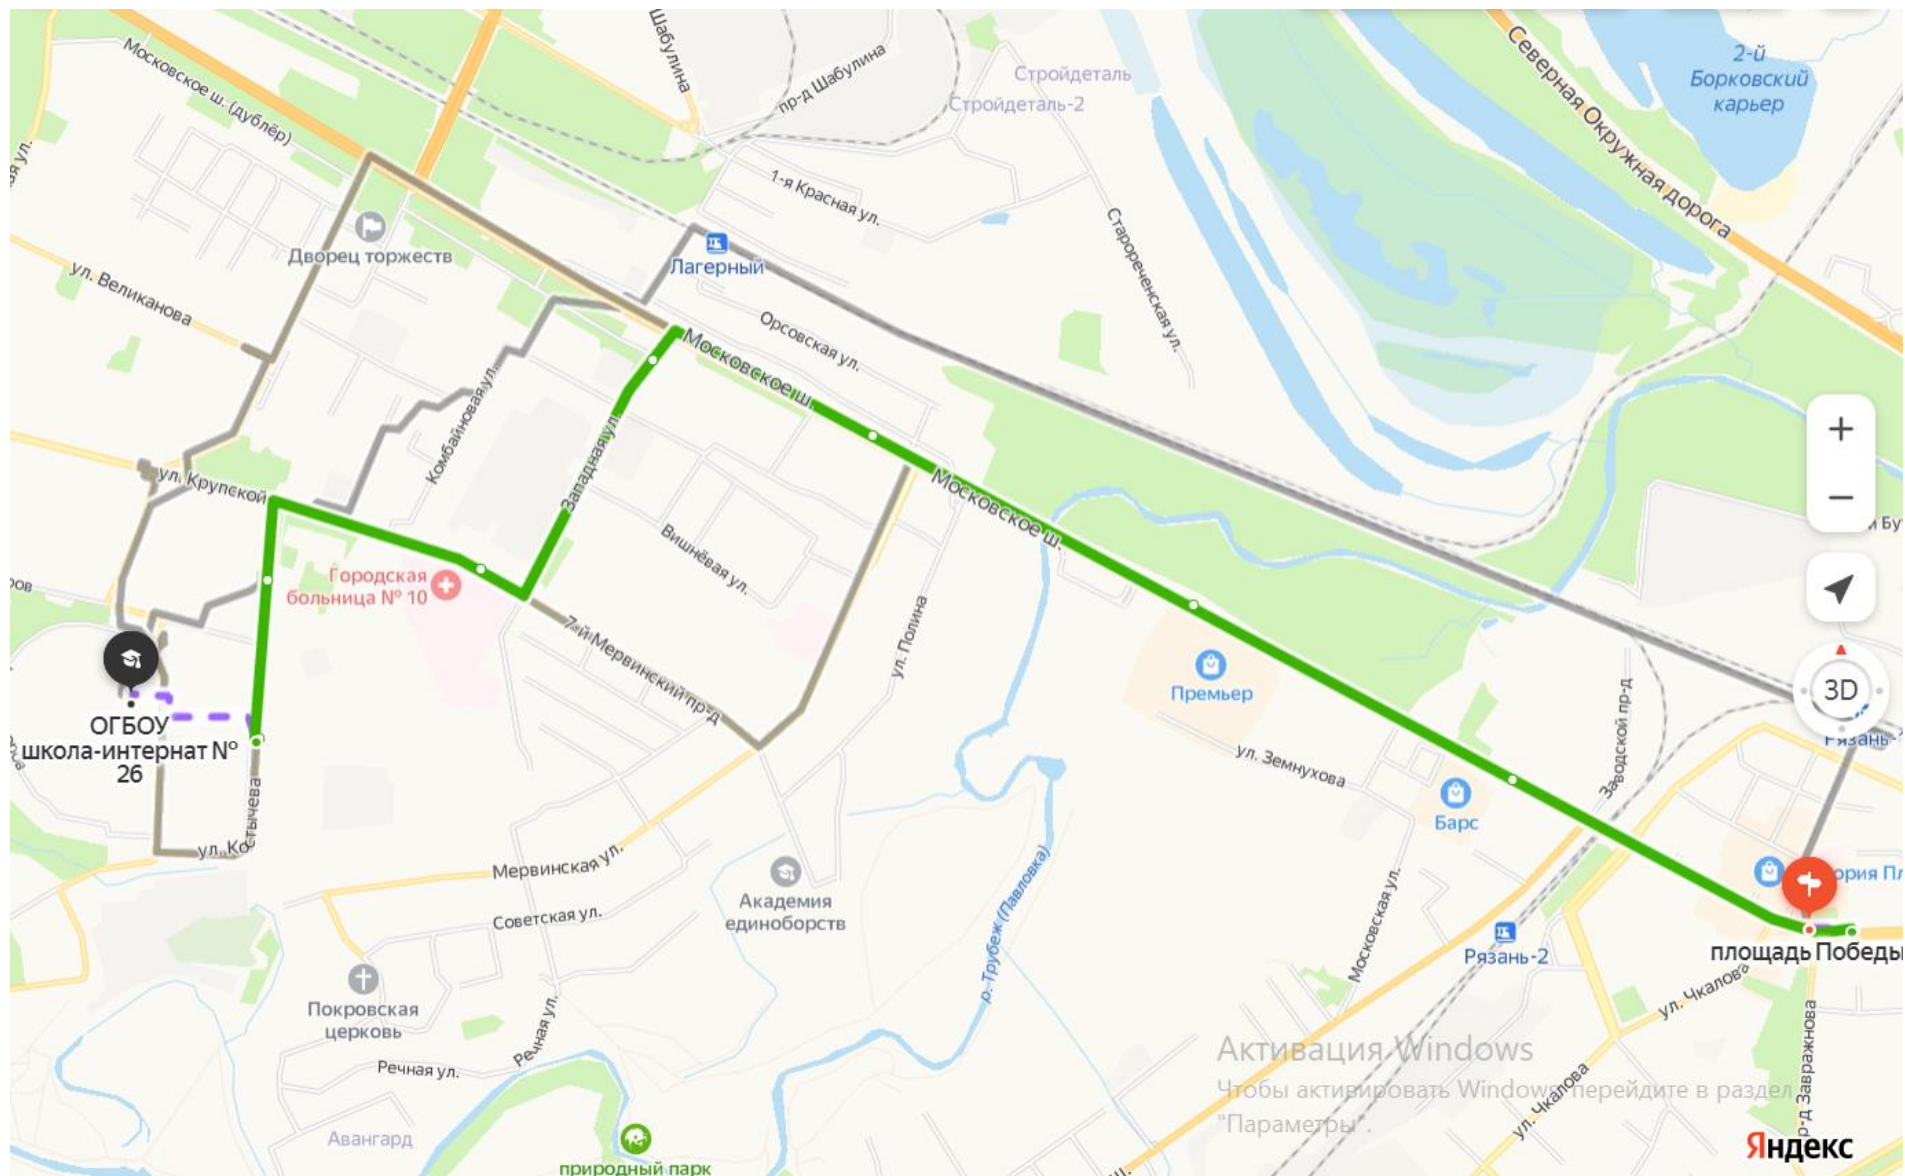 Московское ш. (дублёр)
Шабулина
пр-д Шабулина
Стройдеталь
Стройдеталь-2
2-й
Борковский
карьер
Северная Окружная дорога
1-я Красная ул.
Старореченская ул.
Дворец торжеств
Лагерный
ул. Великанова
Орсовская ул.
Московское ш.
Комбайновая ул.
Западная ул.
ул. Крупской
Московское ш.
Вишнёвая ул.
Городская
больница № 10
7-й Мервинский пр-д
ул. Полина
Премьер
ул. Земнухова
Заводской пр-д
3D
Барс
ОГБОУ
школа-интернат №
26
ул. Костычева
Мервинская ул.
Советская ул.
Академия
единоборств
р. Трубеж (Павловка)
Московская ул.
Рязань-2
площадь Победы
ул. Чкалова
Покровская
церковь
Речная ул.
Речная ул.
Авангард
природный парк
ул. Чкалова
р-д Завражнова
Активация Windows
Чтобы активировать Windows, перейдите в раздел
"Параметры".
Яндекс